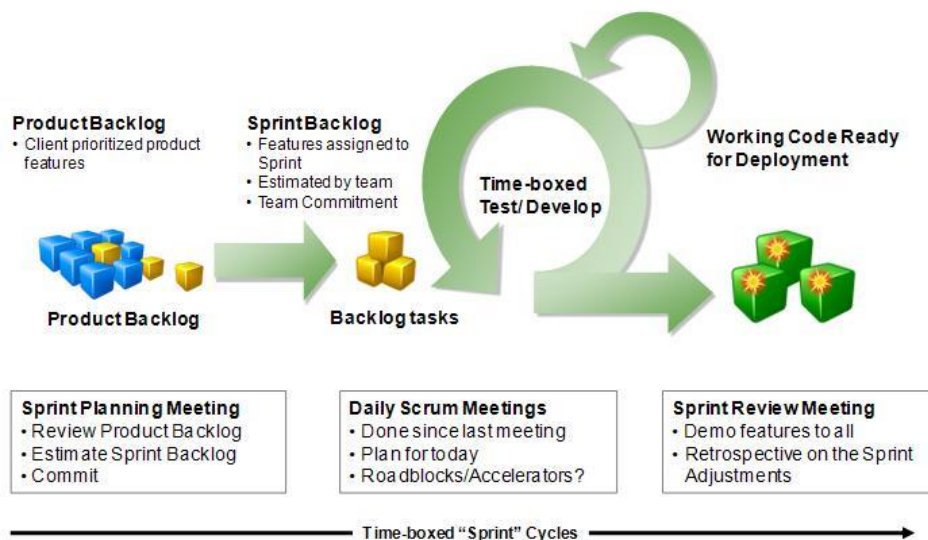 Product Backlog
• Client prioritized product
features
Sprint Backlog
• Features assigned to
Sprint
• Estimated by team
• Team Commitment
Time-boxed
Test/ Develop
Working Code Ready
for Deployment
Product Backlog
Backlog tasks
Sprint Planning Meeting
• Review Product Backlog
• Estimate Sprint Backlog
• Commit
Daily Scrum Meetings
• Done since last meeting
• Plan for today
• Roadblocks/Accelerators?
Sprint Review Meeting
• Demo features to all
• Retrospective on the Sprint
Adjustments
Time-boxed “Sprint” Cycles